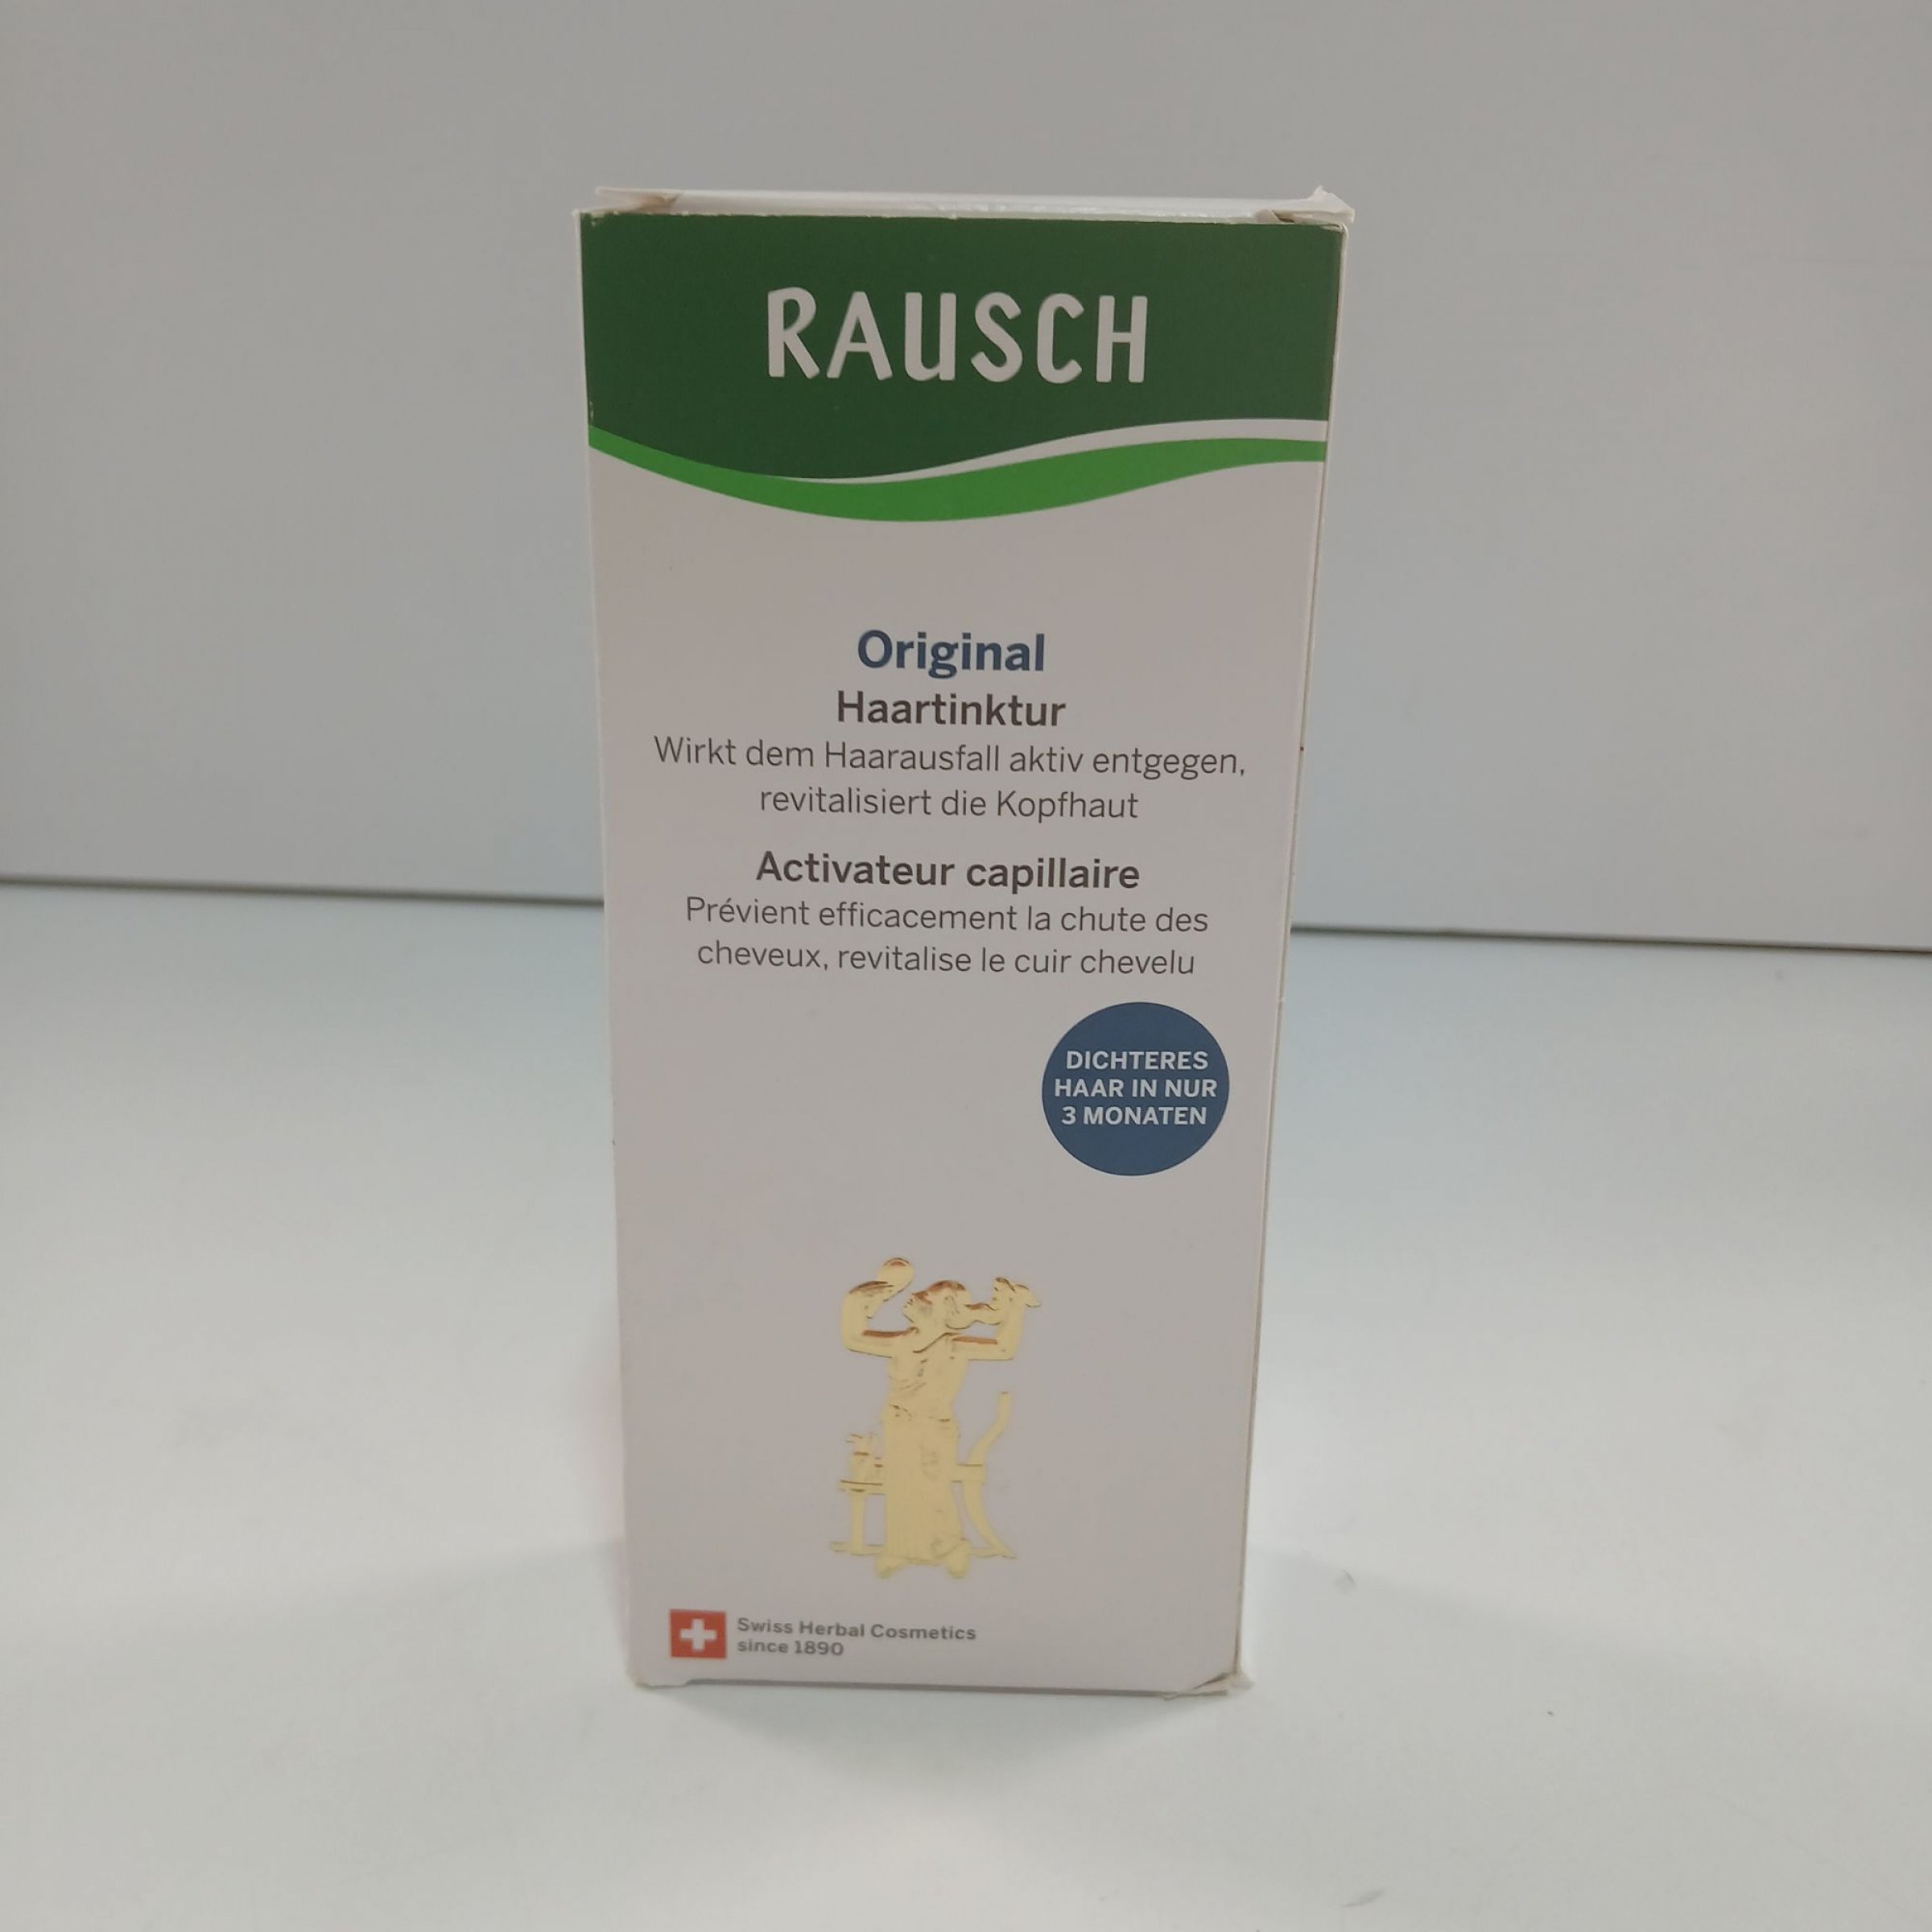 RAUSCH
Original
Haartinktur
Wirkt dem Haarausfall aktiv entgegen,
revitalisiert die Kopfhaut
Activateur capillaire
Prévient efficacement la chute des
cheveux, revitalise le cuir chevelu
DICHTERES
HAAR IN NUR
3 MONATEN
Swiss Herbal Cosmetics
since 1890